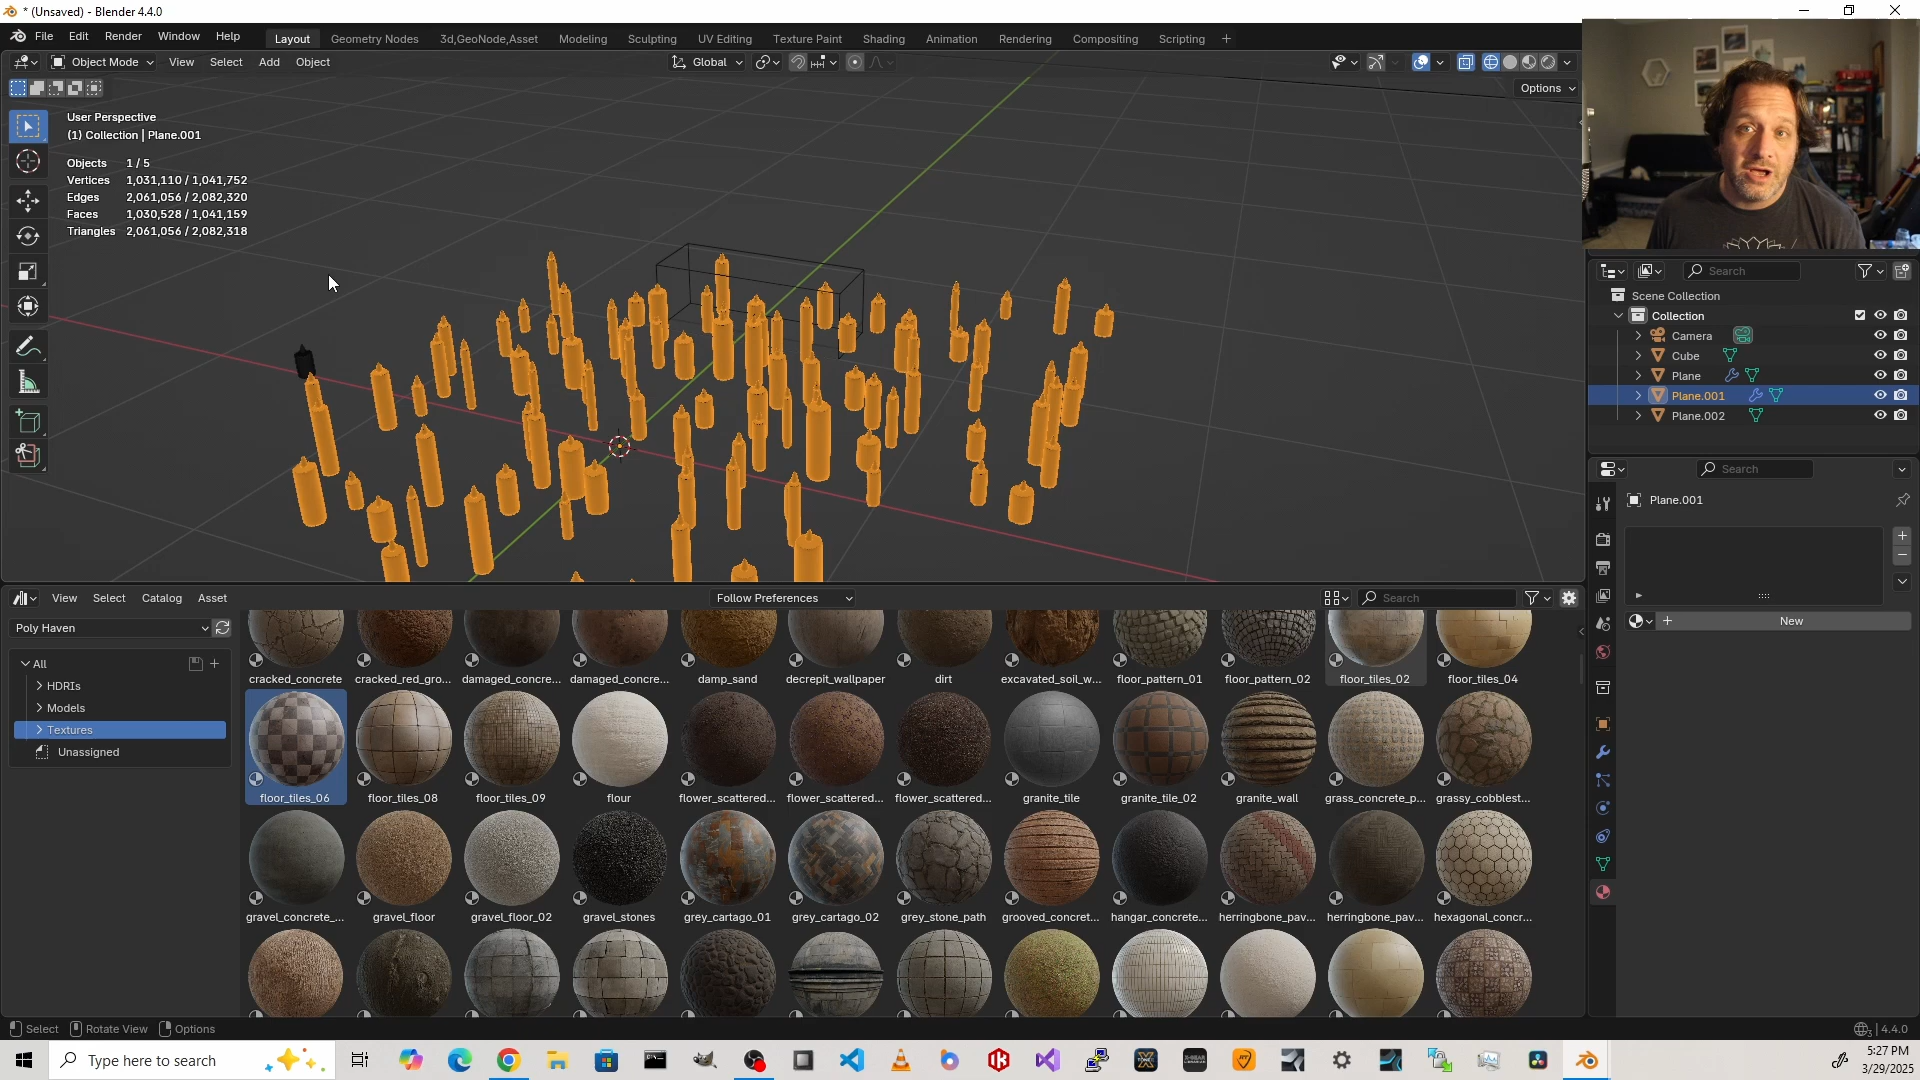 * (Unsaved) - Blender 4.4.0
File Edit Render Window Help
Layout Geometry Nodes 3d,GeoNode,Asset Modeling Sculpting UV Editing Texture Paint Shading Animation Rendering Compositing Scripting +
Object Mode View Select Add Object
Global
Options
User Perspective
(1) Collection | Plane.001
Objects 1 / 5
Vertices 1,031,110 / 1,041,752
Edges 2,061,056 / 2,082,320
Faces 1,030,528 / 1,041,159
Triangles 2,061,056 / 2,082,318
Search
Scene Collection
Collection
Camera
Cube
Plane
Plane.001
Plane.002
Search
Plane.001
New
View Select Catalog Asset
Follow Preferences
Search
Poly Haven
All
HDRIs
Models
Textures
Unassigned
cracked_concrete cracked_red_gro... damaged_concre... damaged_concre... damp_sand decrepit_wallpaper dirt excavated_soil_w... floor_pattern_01 floor_pattern_02 floor_tiles_02 floor_tiles_04
floor_tiles_06 floor_tiles_08 floor_tiles_09 flour flower_scattered... flower_scattered... flower_scattered... granite_tile granite_tile_02 granite_wall grass_concrete_p... grassy_cobblest...
gravel_concrete_... gravel_floor gravel_floor_02 gravel_stones grey_cartago_01 grey_cartago_02 grey_stone_path grooved_concret... hangar_concrete... herringbone_pav... herringbone_pav... hexagonal_concr...
Select Rotate View Options
4.4.0
Type here to search
5:27 PM
3/29/2025